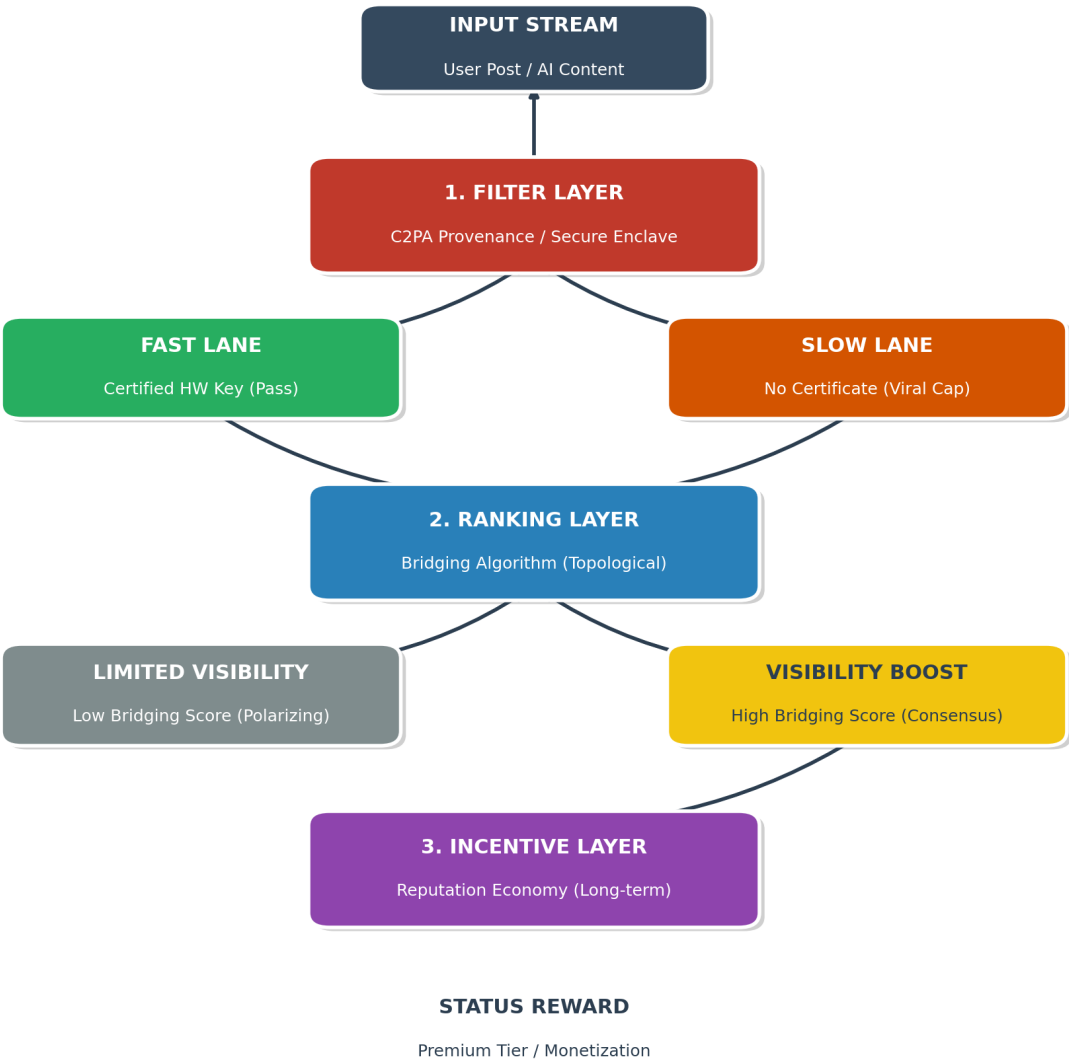 INPUT STREAM
User Post / AI Content
1. FILTER LAYER
C2PA Provenance / Secure Enclave
FAST LANE
Certified HW Key (Pass)
SLOW LANE
No Certificate (Viral Cap)
2. RANKING LAYER
Bridging Algorithm (Topological)
LIMITED VISIBILITY
Low Bridging Score (Polarizing)
VISIBILITY BOOST
High Bridging Score (Consensus)
3. INCENTIVE LAYER
Reputation Economy (Long-term)
STATUS REWARD
Premium Tier / Monetization